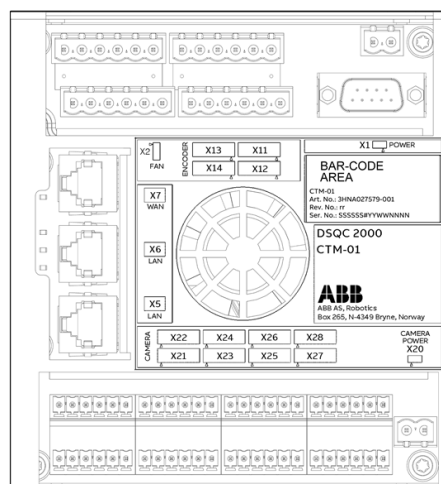 X2
FAN
ENCODER
X13
X11
X14
X12
X1
POWER
BAR-CODE
AREA
CTM-01
Art. No.: 3HNA027579-001
Rev. No.: rr
Ser. No.: SSSSSS#YYWWNNNN
X7
WAN
X6
LAN
X5
LAN
DSQC 2000
CTM-01
ABB
ABB AS, Robotics
Box 265, N-4349 Bryne, Norway
CAMERA
X22
X24
X26
X28
X21
X23
X25
X27
CAMERA
POWER
X20